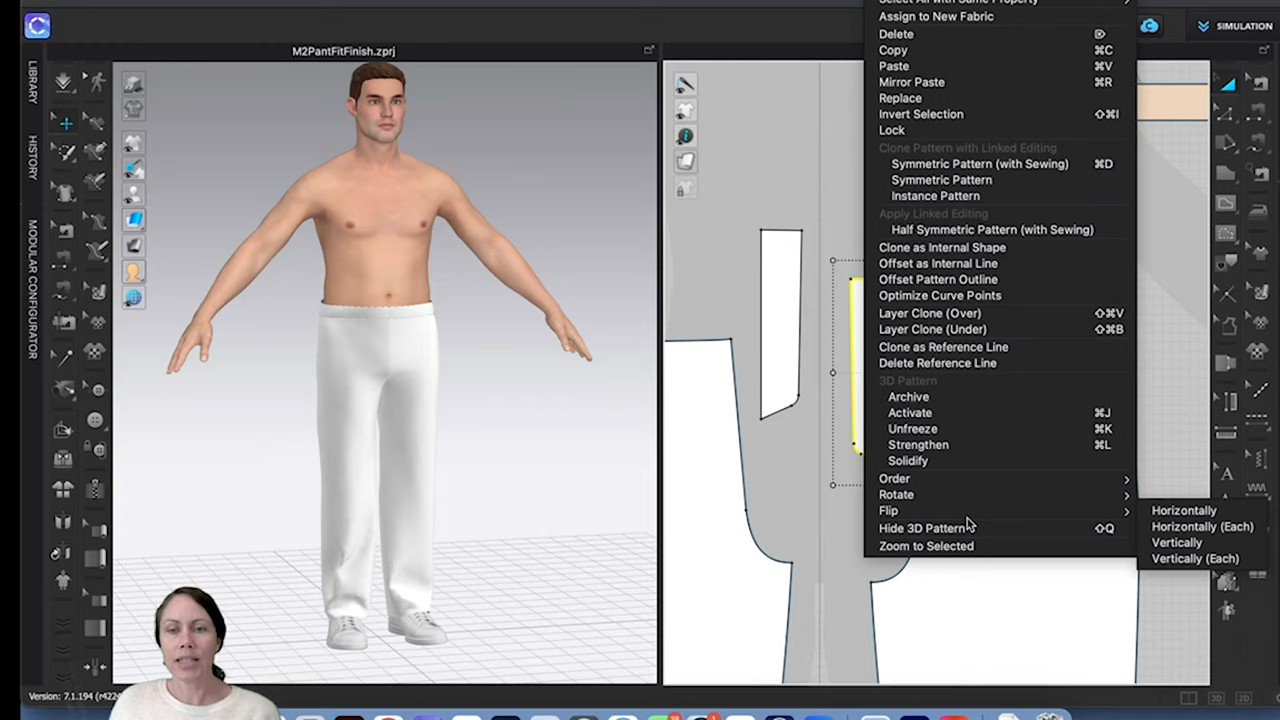 Select All with Same Property
Assign to New Fabric
Delete
Copy ⌘C
Paste ⌘V
Mirror Paste ⌘R
Replace
Invert Selection ⇧⌘I
Lock
Clone Pattern with Linked Editing
Symmetric Pattern (with Sewing) ⌘D
Symmetric Pattern
Instance Pattern
Apply Linked Editing
Half Symmetric Pattern (with Sewing)
Clone as Internal Shape
Offset as Internal Line
Offset Pattern Outline
Optimize Curve Points
Layer Clone (Over) ⇧⌘V
Layer Clone (Under) ⇧⌘B
Clone as Reference Line
Delete Reference Line
3D Pattern
Archive
Activate ⌘J
Unfreeze ⌘K
Strengthen ⌘L
Solidify
Order
Rotate
Flip
Hide 3D Pattern ⇧Q
Zoom to Selected
Horizontally
Horizontally (Each)
Vertically
Vertically (Each)
SIMULATION
M2PantFitFinish.zprj
LIBRARY
HISTORY
MODULAR CONFIGURATOR
Version: 7.1.194 (r4224
3D
2D